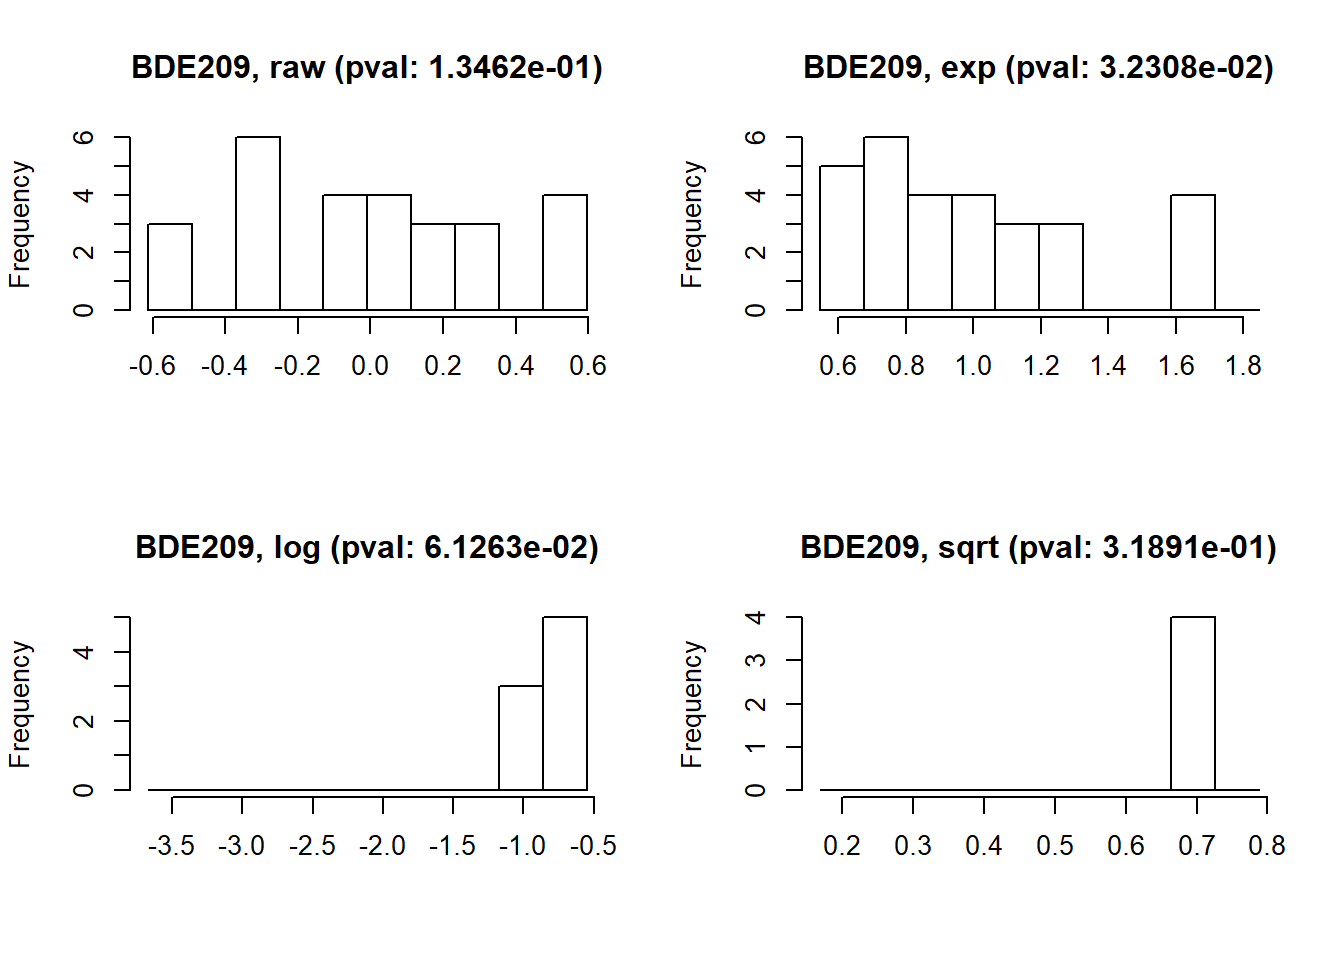 BDE209, raw (pval: 1.3462e-01)
Frequency
0 2 4 6
-0.6 -0.4 -0.2 0.0 0.2 0.4 0.6
BDE209, exp (pval: 3.2308e-02)
Frequency
0 2 4 6
0.6 0.8 1.0 1.2 1.4 1.6 1.8
BDE209, log (pval: 6.1263e-02)
Frequency
0 2 4
-3.5 -3.0 -2.5 -2.0 -1.5 -1.0 -0.5
BDE209, sqrt (pval: 3.1891e-01)
Frequency
0 1 2 3 4
0.2 0.3 0.4 0.5 0.6 0.7 0.8